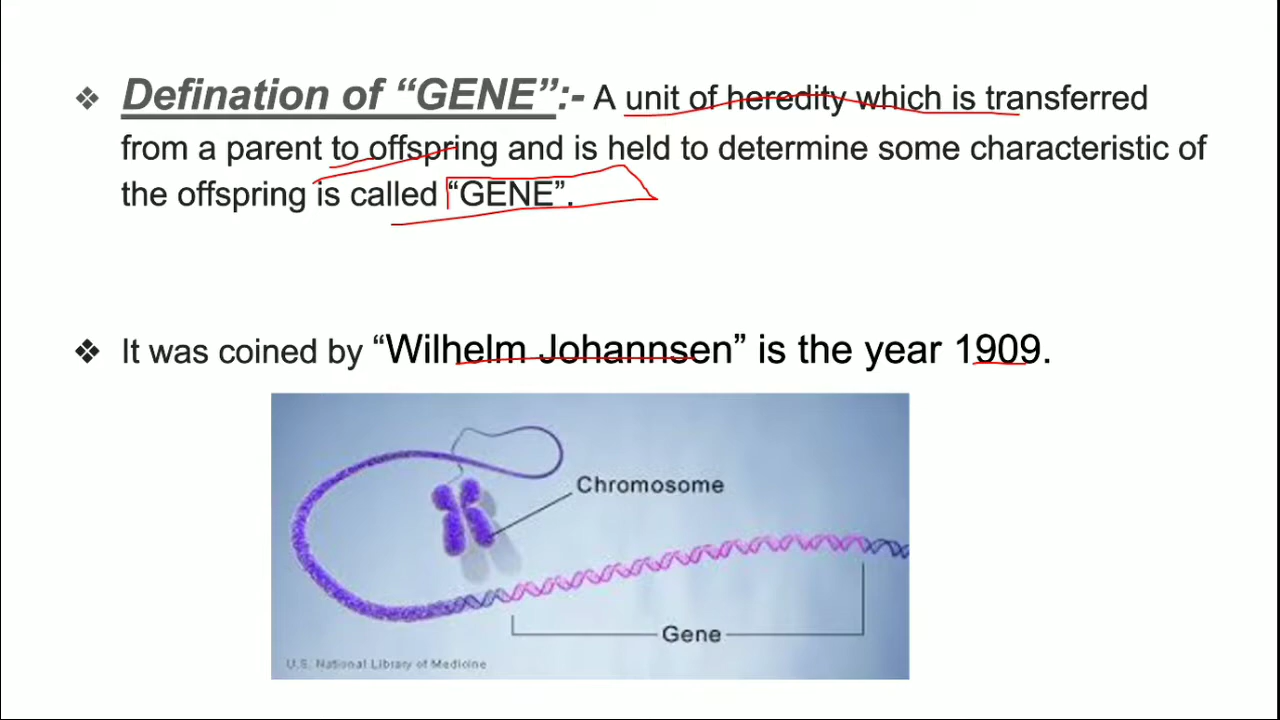 ❖ Defination of “GENE”:- A unit of heredity which is transferred
from a parent to offspring and is held to determine some characteristic of
the offspring is called “GENE”.
❖ It was coined by “Wilhelm Johannsen” is the year 1909.
Chromosome
Gene
U.S. National Library of Medicine